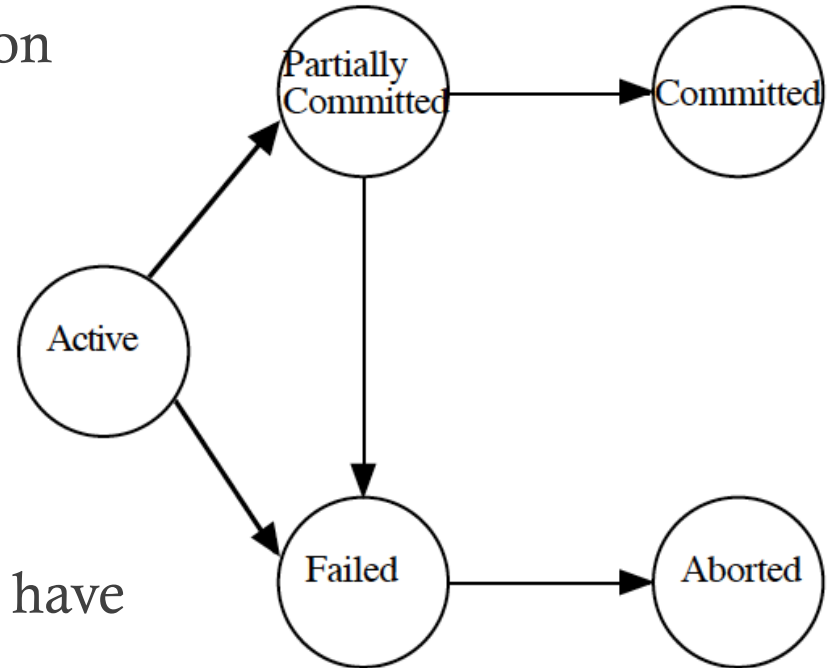 on
Partially
Committed
Committed
Active
Failed
Aborted
have